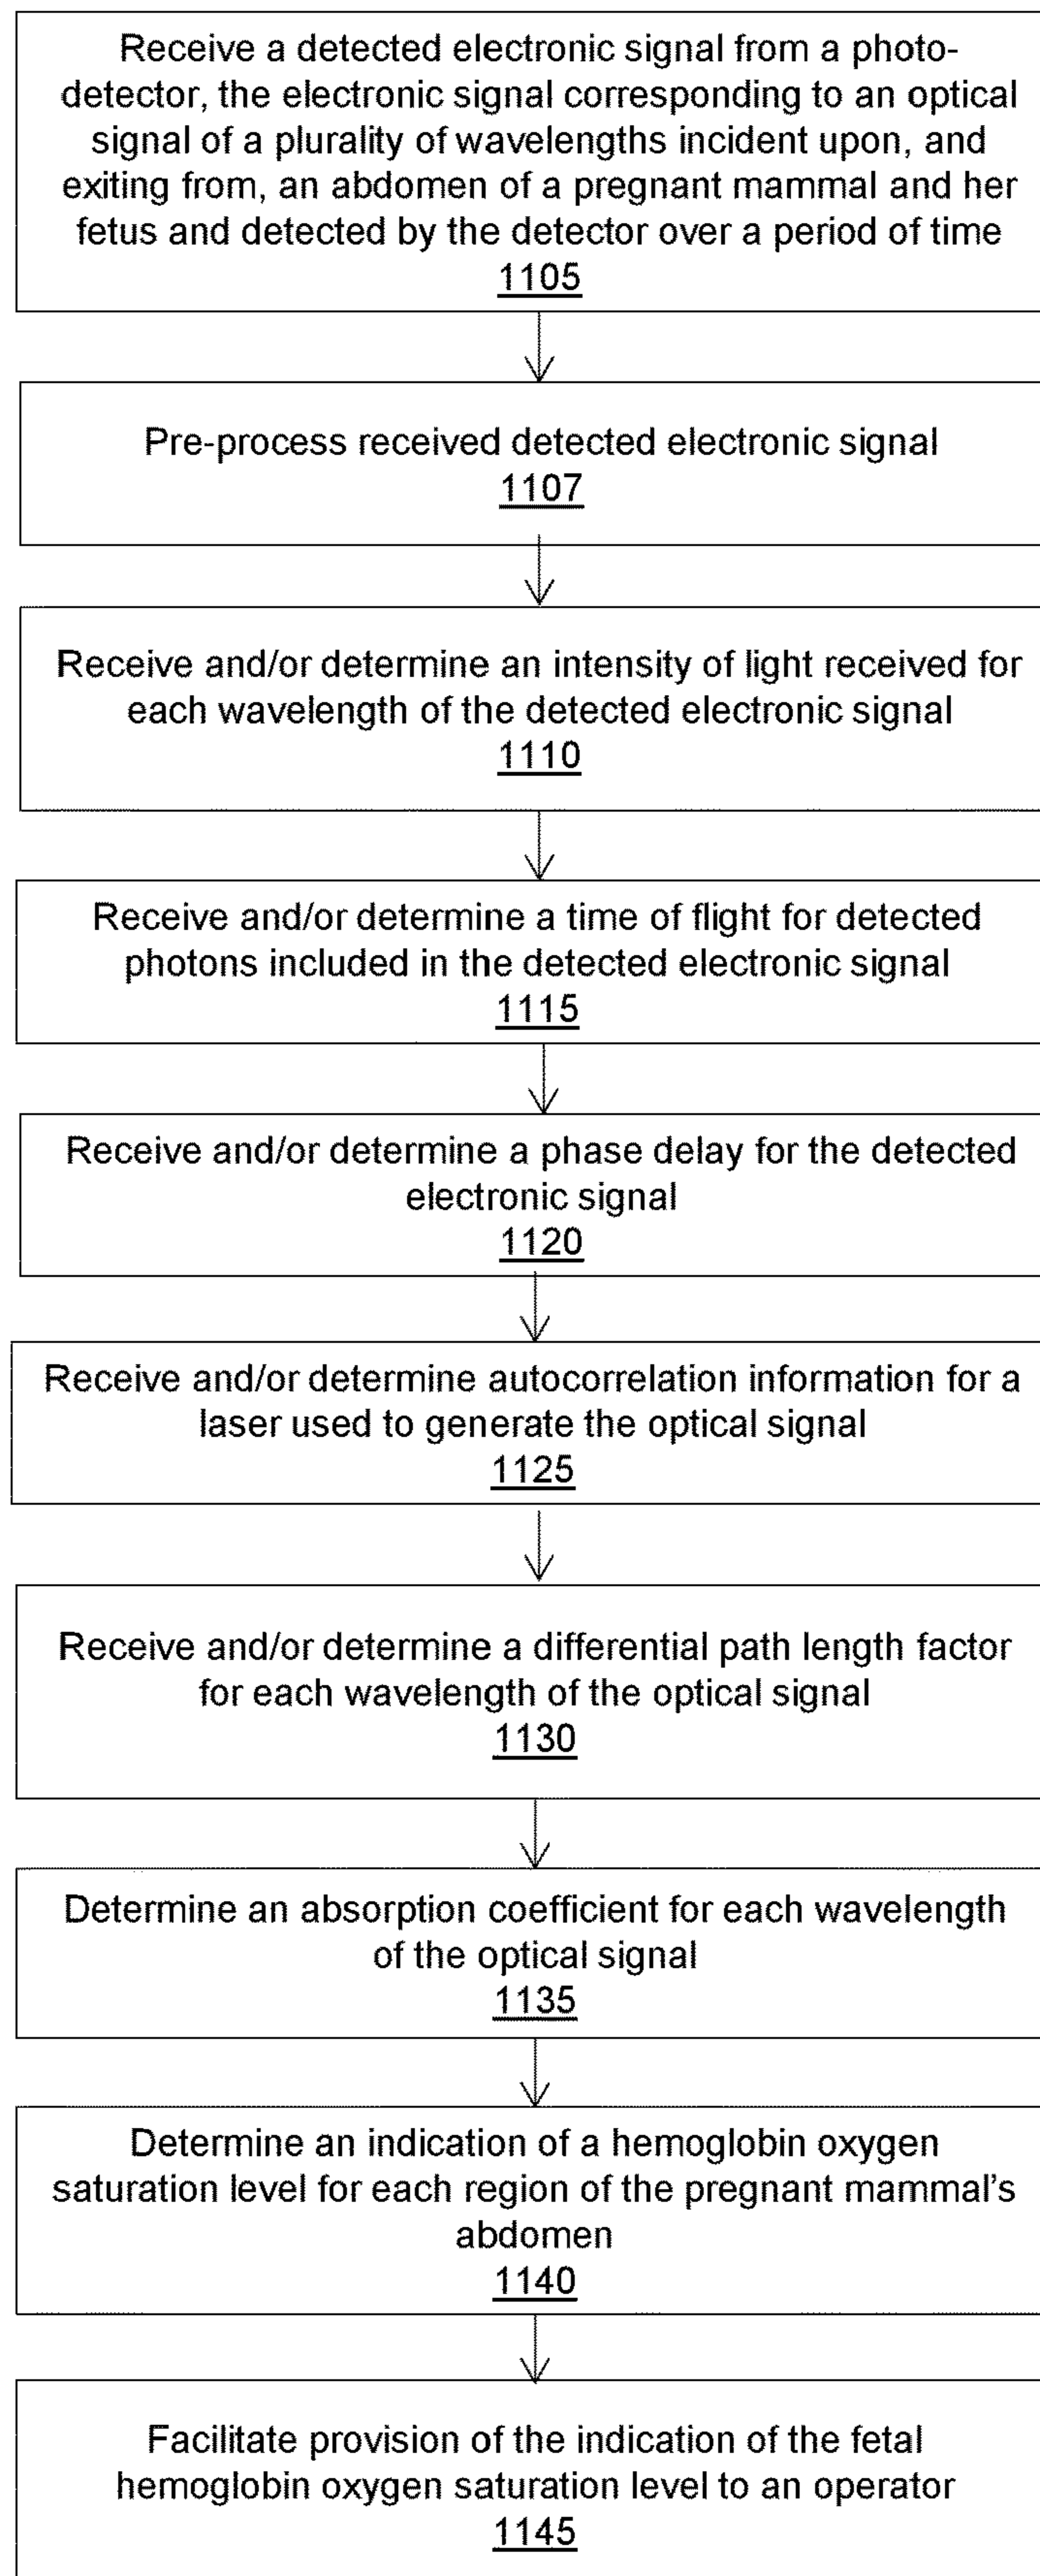 Receive a detected electronic signal from a photo-
detector, the electronic signal corresponding to an optical
signal of a plurality of wavelengths incident upon, and
exiting from, an abdomen of a pregnant mammal and her
fetus and detected by the detector over a period of time
1105
Pre-process received detected electronic signal
1107
Receive and/or determine an intensity of light received for
each wavelength of the detected electronic signal
1110
Receive and/or determine a time of flight for detected
photons included in the detected electronic signal
1115
Receive and/or determine a phase delay for the detected
electronic signal
1120
Receive and/or determine autocorrelation information for a
laser used to generate the optical signal
1125
Receive and/or determine a differential path length factor
for each wavelength of the optical signal
1130
Determine an absorption coefficient for each wavelength
of the optical signal
1135
Determine an indication of a hemoglobin oxygen
saturation level for each region of the pregnant mammal's
abdomen
1140
Facilitate provision of the indication of the fetal
hemoglobin oxygen saturation level to an operator
1145